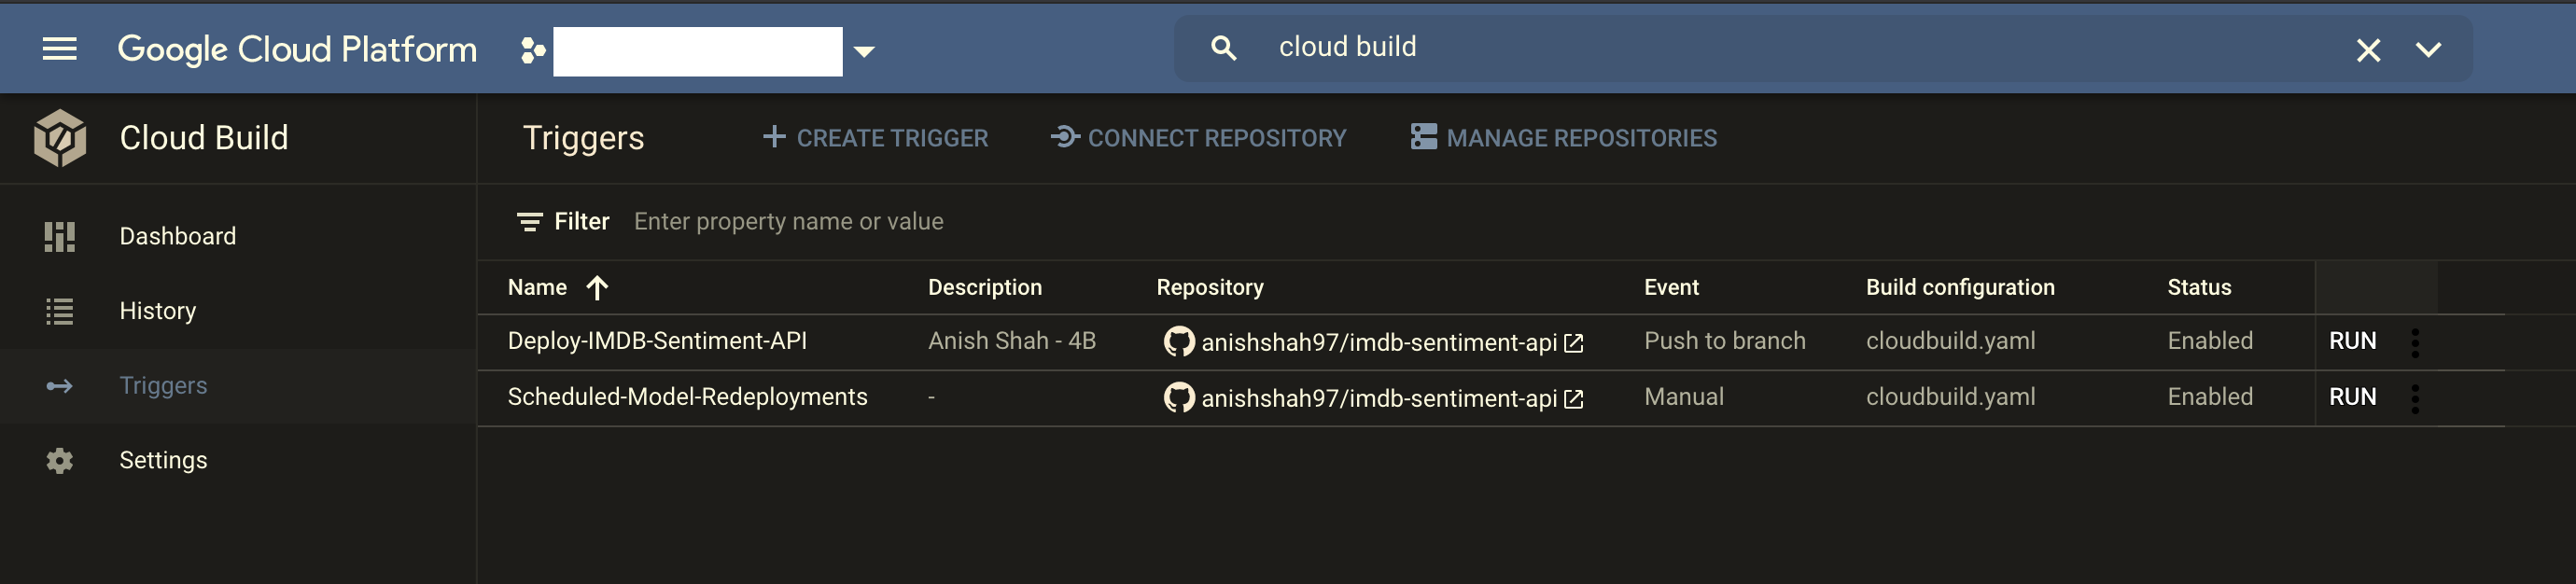 Google Cloud Platform
cloud build
Cloud Build
Triggers
CREATE TRIGGER
CONNECT REPOSITORY
MANAGE REPOSITORIES
Dashboard
History
Triggers
Settings
Filter Enter property name or value
Name Description Repository Event Build configuration Status
Deploy-IMDB-Sentiment-API Anish Shah - 4B anishshah97/imdb-sentiment-api Push to branch cloudbuild.yaml Enabled RUN
Scheduled-Model-Redeployments - anishshah97/imdb-sentiment-api Manual cloudbuild.yaml Enabled RUN